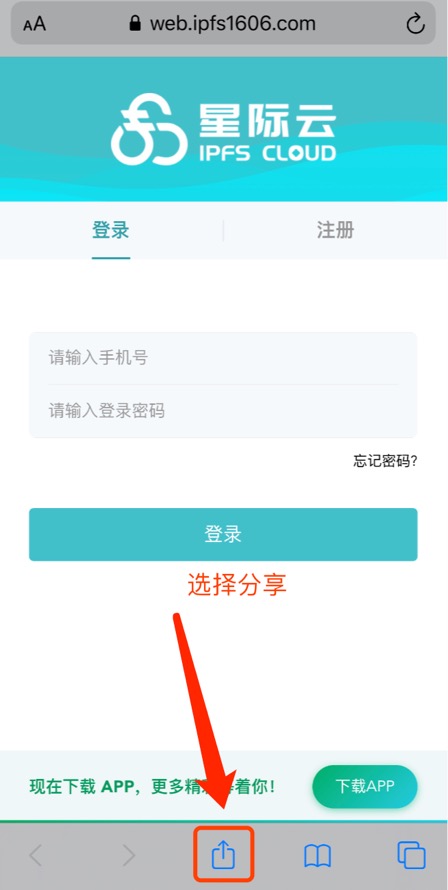 AA web.ipfs1606.com
星际云
IPFS CLOUD
登录 注册
请输入手机号
请输入登录密码
忘记密码?
登录
选择分享
现在下载 APP，更多精 着你！ 下载APP